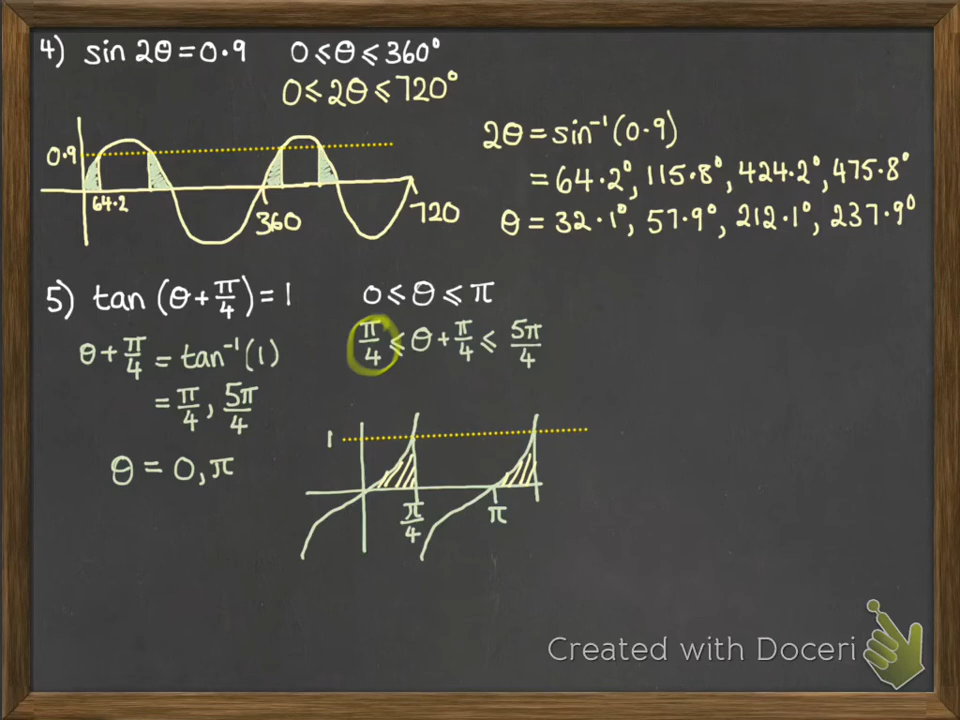 4) sin 2θ = 0·9 0 ⩽ θ ⩽ 360°
0 ⩽ 2θ ⩽ 720°
0·9
64·2
360
720
2θ = sin⁻¹(0·9)
= 64·2°, 115·8°, 424·2°, 475·8°
θ = 32·1°, 57·9°, 212·1°, 237·9°
5) tan (θ + π/4) = 1 0 ⩽ θ ⩽ π
π/4 ⩽ θ + π/4 ⩽ 5π/4
θ + π/4 = tan⁻¹(1)
= π/4, 5π/4
θ = 0, π
1
π/4
π
Created with Doceri